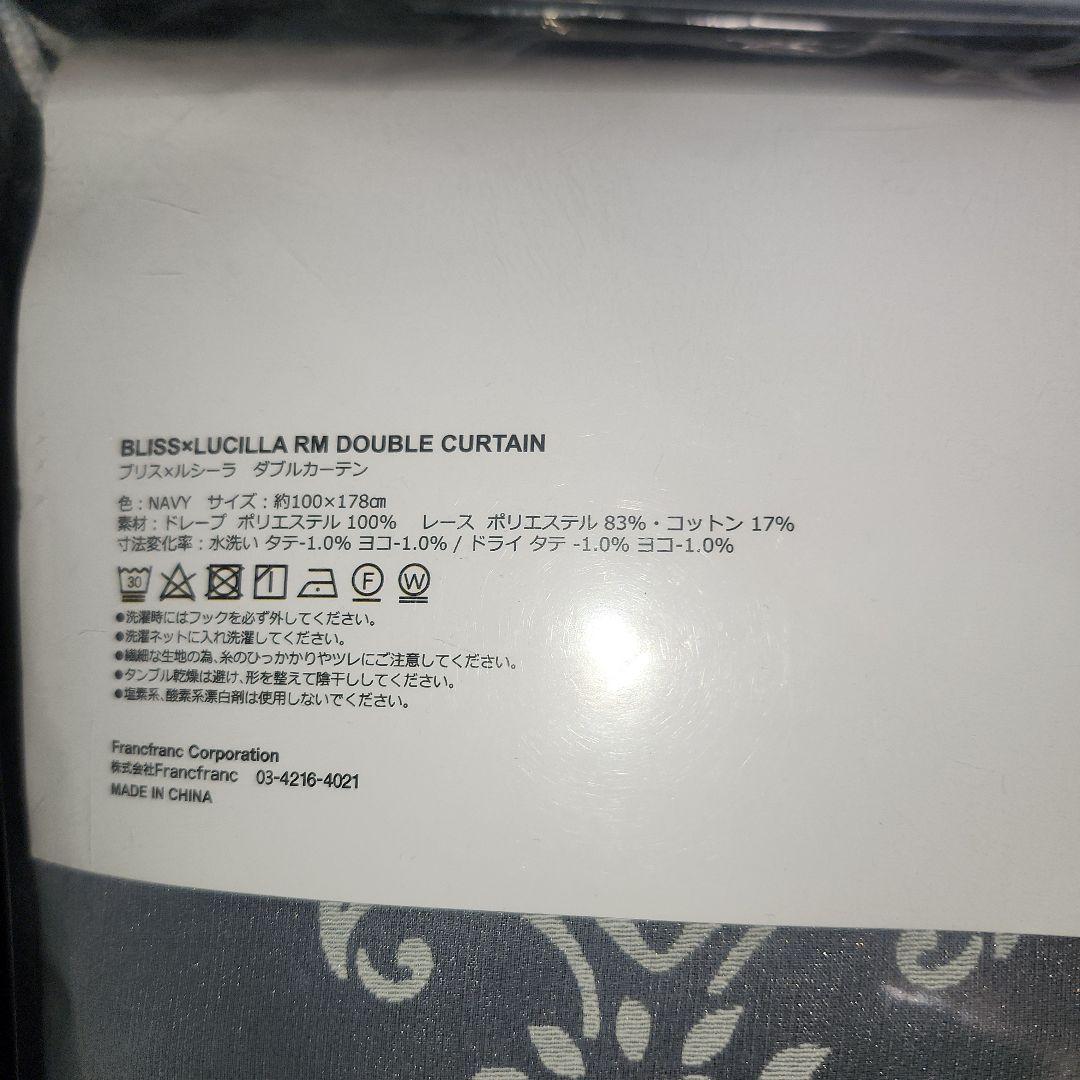 BLISS×LUCILLA RM DOUBLE CURTAIN
ブリス×ルシーラ ダブルカーテン
色：NAVY サイズ：約100×178㎝
素材：ドレープ ポリエステル 100% レース ポリエステル 83%・コットン 17%
寸法変化率：水洗い タテ-1.0% ヨコ-1.0% / ドライ タテ -1.0% ヨコ-1.0%
30 F W
●洗濯時にはフックを必ず外してください。
●洗濯ネットに入れ洗濯してください。
●繊細な生地の為、糸のひっかかりやツレにご注意してください。
●タンブル乾燥は避け、形を整えて陰干ししてください。
●塩素系、酸素系漂白剤は使用しないでください。
Francfranc Corporation
株式会社Francfranc 03-4216-4021
MADE IN CHINA